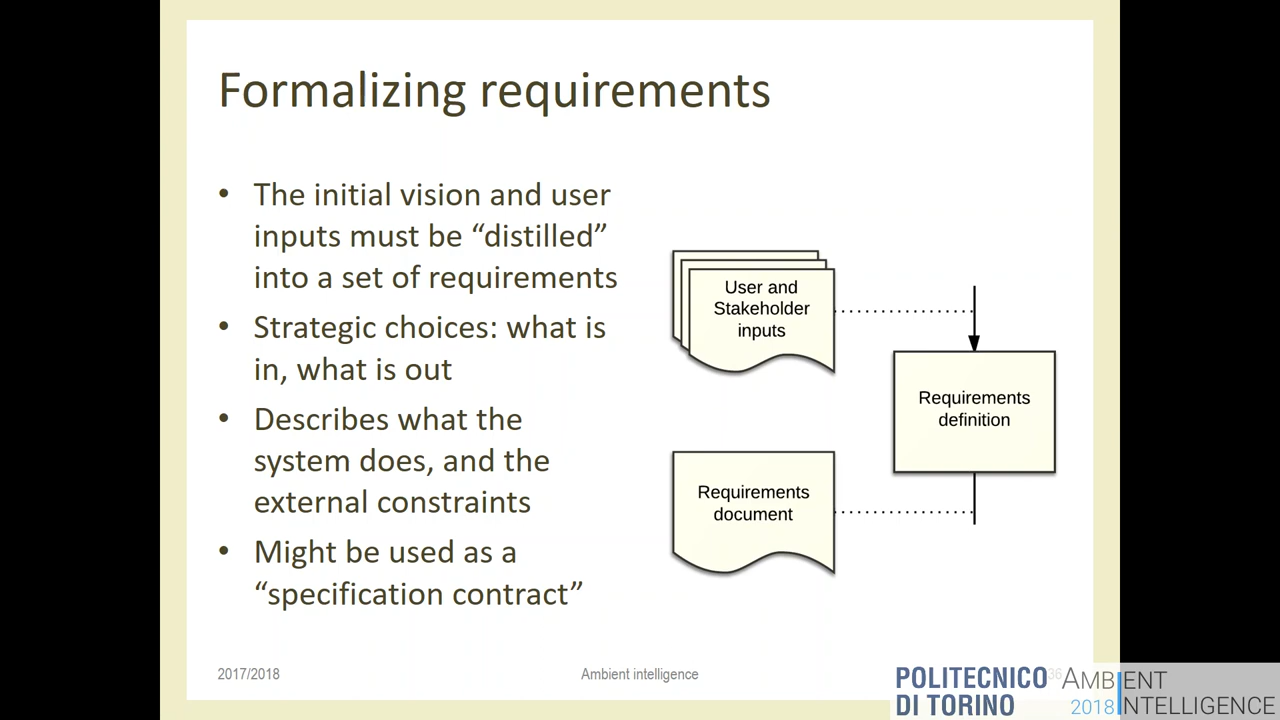 Formalizing requirements
• The initial vision and user
inputs must be “distilled”
into a set of requirements
• Strategic choices: what is
in, what is out
• Describes what the
system does, and the
external constraints
• Might be used as a
“specification contract”
User and
Stakeholder
inputs
Requirements
definition
Requirements
document
2017/2018
Ambient intelligence
36
POLITECNICO
DI TORINO
AMBIENT
2018 INTELLIGENCE